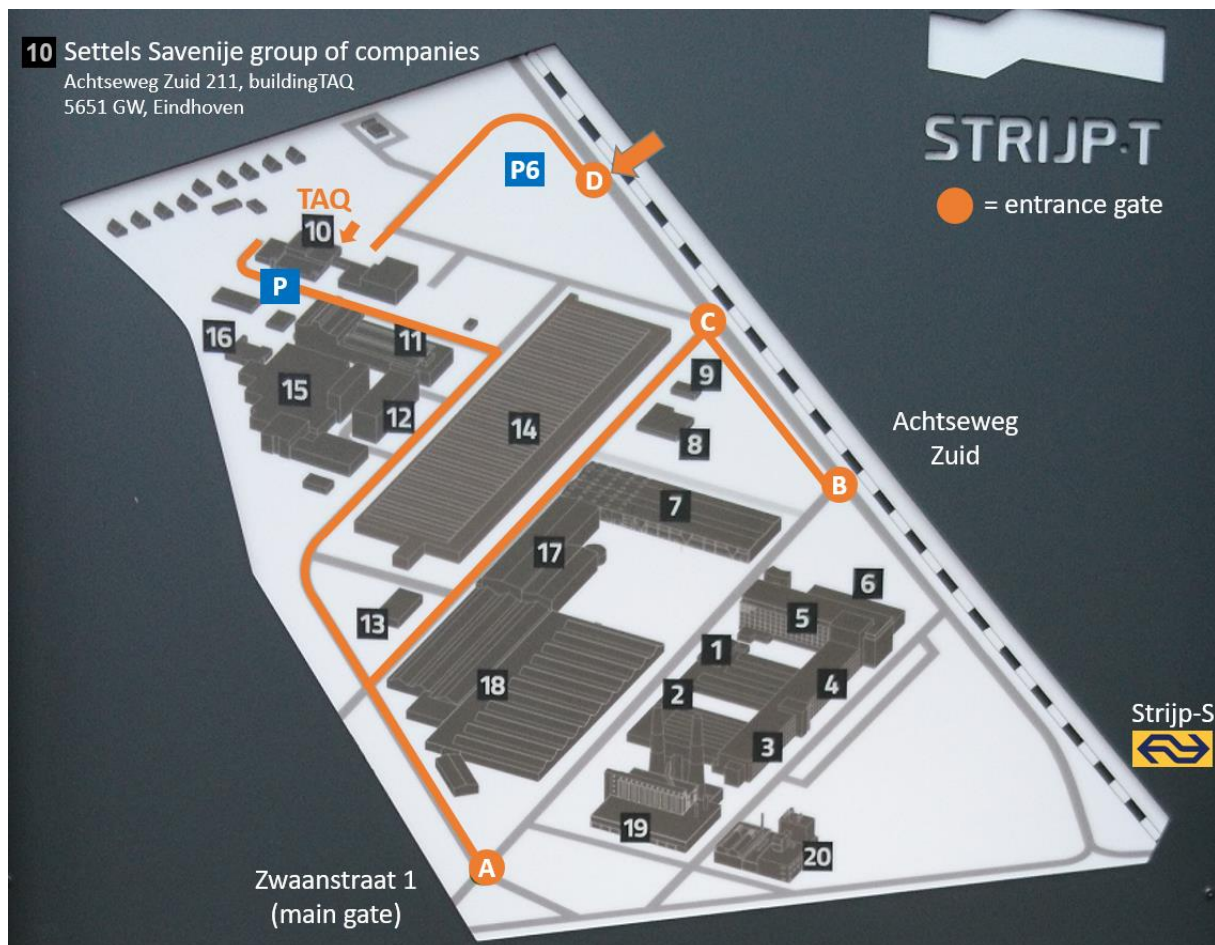 10 Settels Savenije group of companies
Achtseweg Zuid 211, buildingTAQ
5651 GW, Eindhoven
STRIJP·T
= entrance gate
P6
D
TAQ
10
P
C
16
11
9
15
12
14
8
Achtseweg
Zuid
B
7
17
6
13
5
1
18
4
2
Strijp-S
3
19
20
A
Zwaanstraat 1
(main gate)